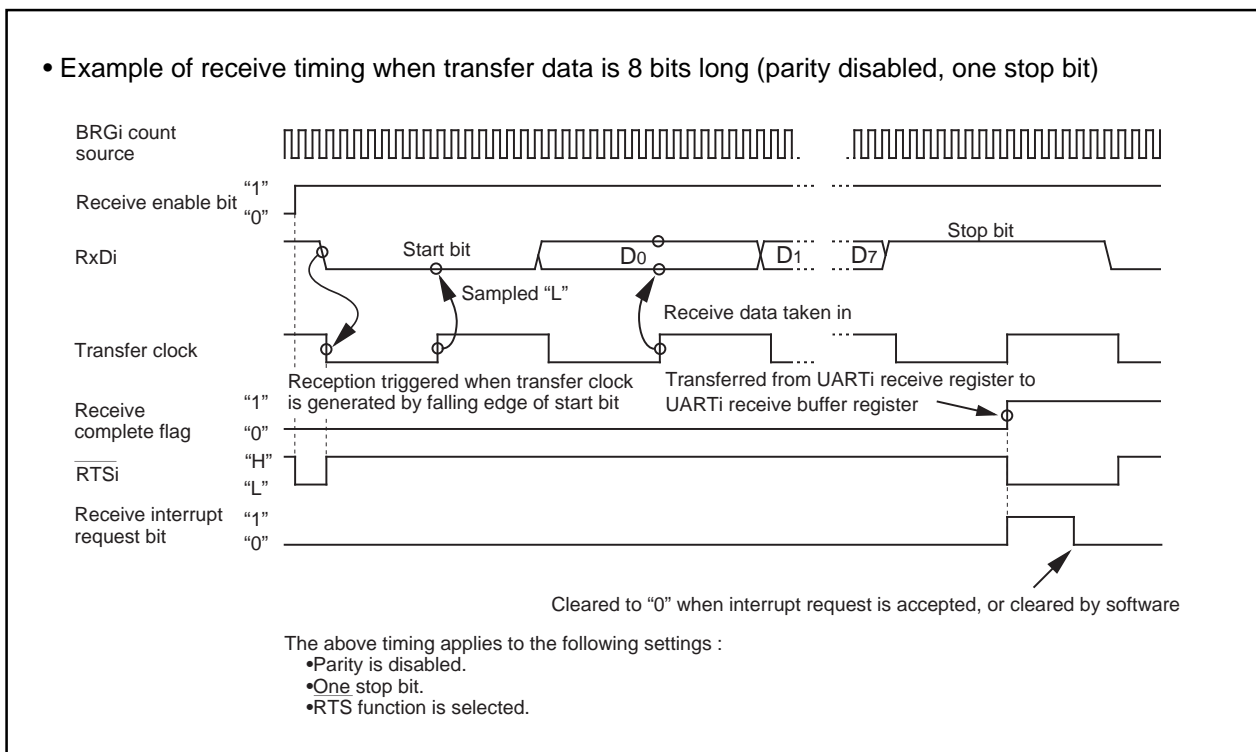 • Example of receive timing when transfer data is 8 bits long (parity disabled, one stop bit)
BRGi count
source
Receive enable bit
“1”
“0”
RxDi
Start bit
D0
D1
D7
Stop bit
Sampled “L”
Receive data taken in
Transfer clock
Reception triggered when transfer clock
is generated by falling edge of start bit
Transferred from UARTi receive register to
UARTi receive buffer register
Receive
complete flag
“1”
“0”
RTSi
“H”
“L”
Receive interrupt
request bit
“1”
“0”
Cleared to “0” when interrupt request is accepted, or cleared by software
The above timing applies to the following settings :
•Parity is disabled.
•One stop bit.
•RTS function is selected.